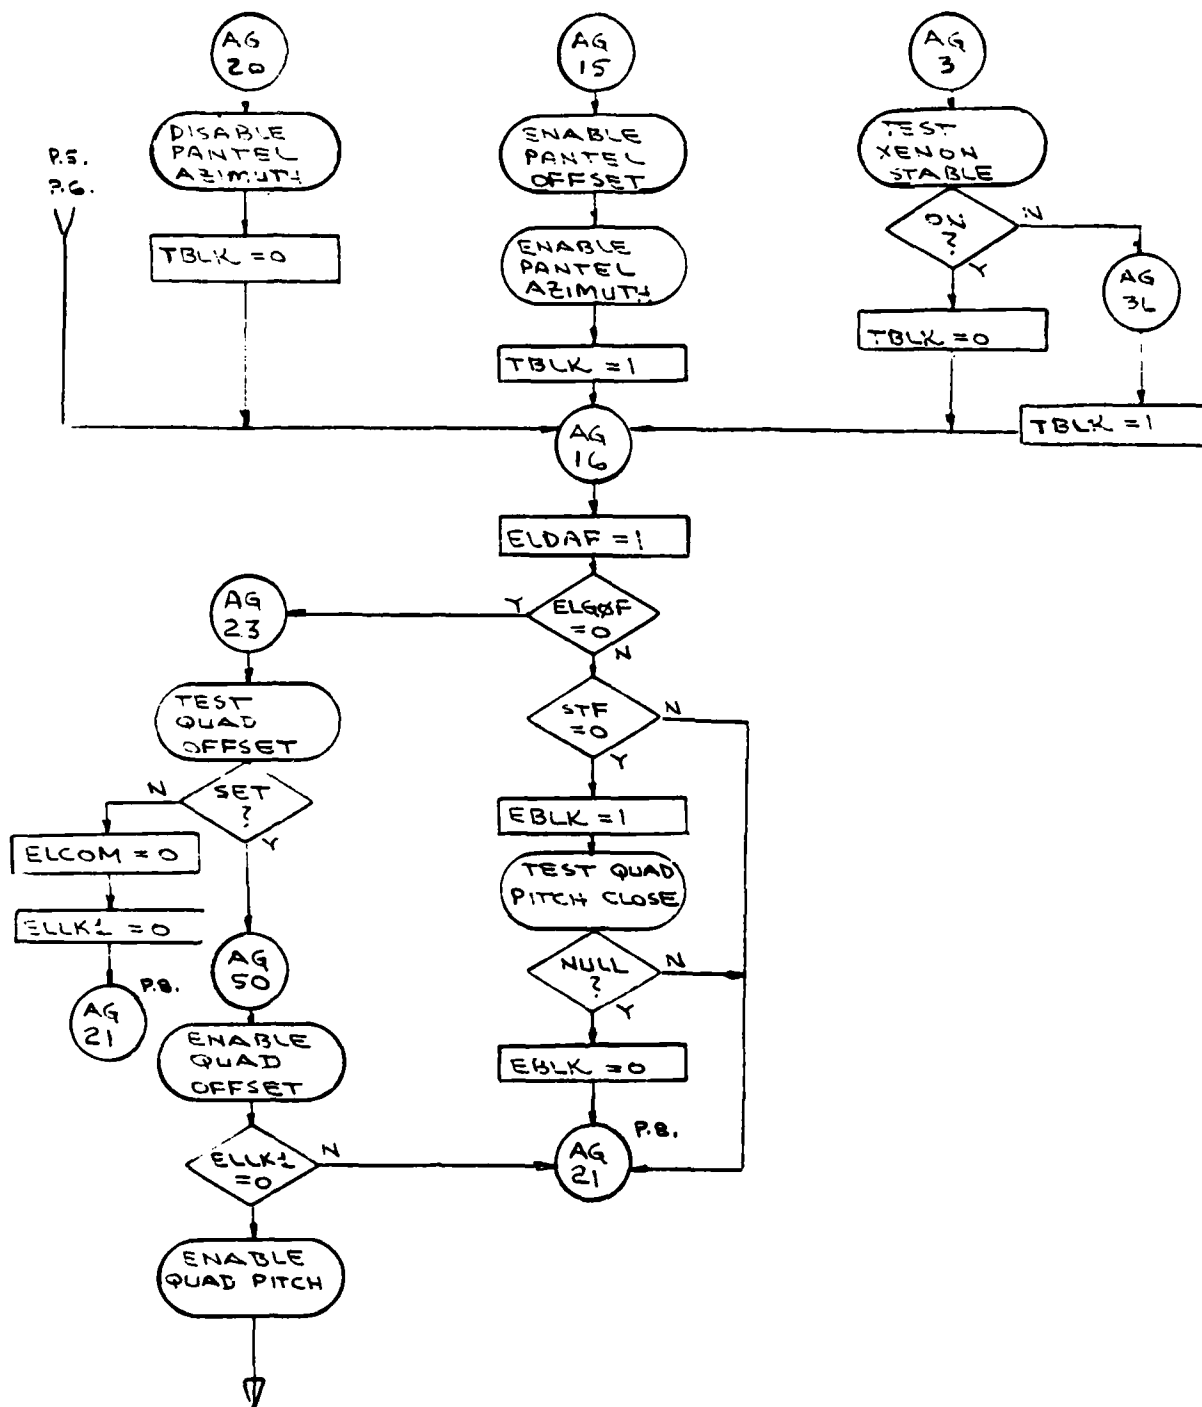 AG
20
DISABLE
PANTEL
AZIMUTH
TBLK = 0
P.5.
P.6.
AG
15
ENABLE
PANTEL
OFFSET
ENABLE
PANTEL
AZIMUTH
TBLK = 1
AG
3
TEST
XENON
STABLE
ON
?
N
Y
TBLK = 0
AG
36
TBLK = 1
AG
16
ELDAF = 1
ELGØF
= 0
Y
N
AG
23
TEST
QUAD
OFFSET
SET
?
N
Y
ELCOM = 0
ELLK1 = 0
P.8.
AG
21
AG
50
ENABLE
QUAD
OFFSET
ELLK1
= 0
N
ENABLE
QUAD PITCH
STF
= 0
N
Y
EBLK = 1
TEST QUAD
PITCH CLOSE
NULL
?
N
Y
EBLK = 0
P.8.
AG
21